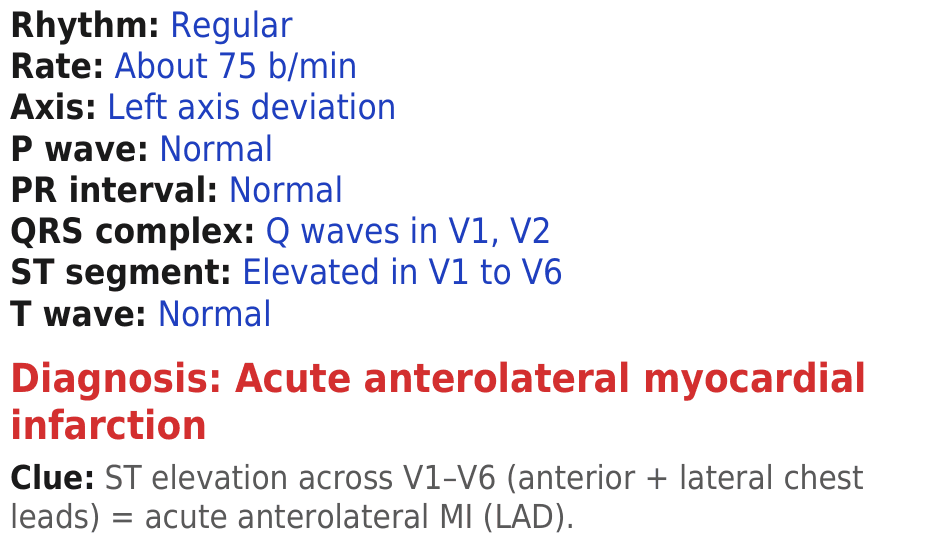 Rhythm: Regular
Rate: About 75 b/min
Axis: Left axis deviation
P wave: Normal
PR interval: Normal
QRS complex: Q waves in V1, V2
ST segment: Elevated in V1 to V6
T wave: Normal
Diagnosis: Acute anterolateral myocardial
infarction
Clue: ST elevation across V1–V6 (anterior + lateral chest
leads) = acute anterolateral MI (LAD).